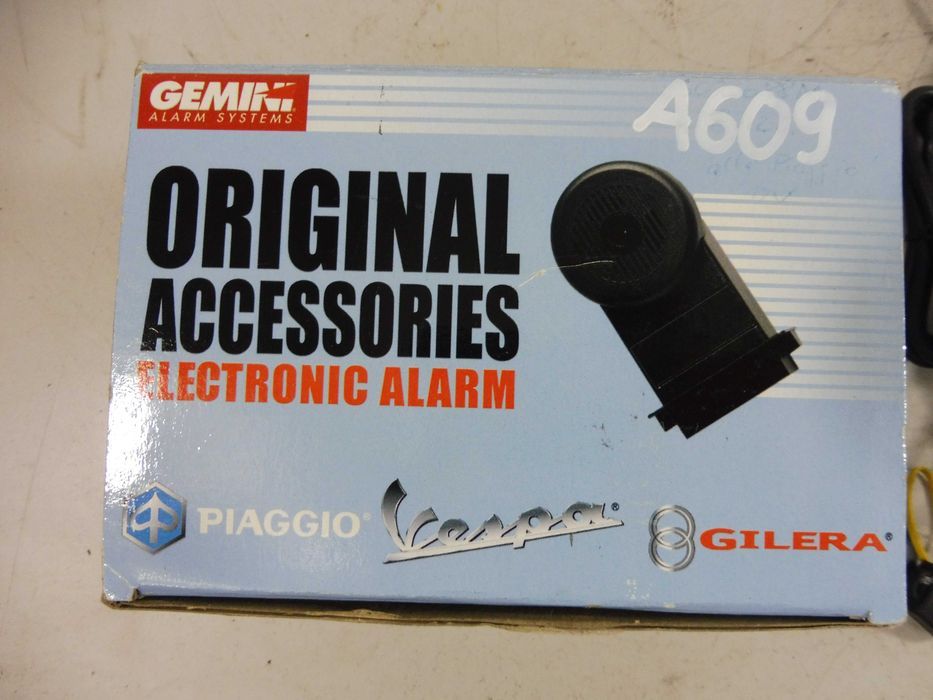 GEMINI
ALARM SYSTEMS
A609
ORIGINAL
ACCESSORIES
ELECTRONIC ALARM
PIAGGIO®
Vespa®
GILERA®